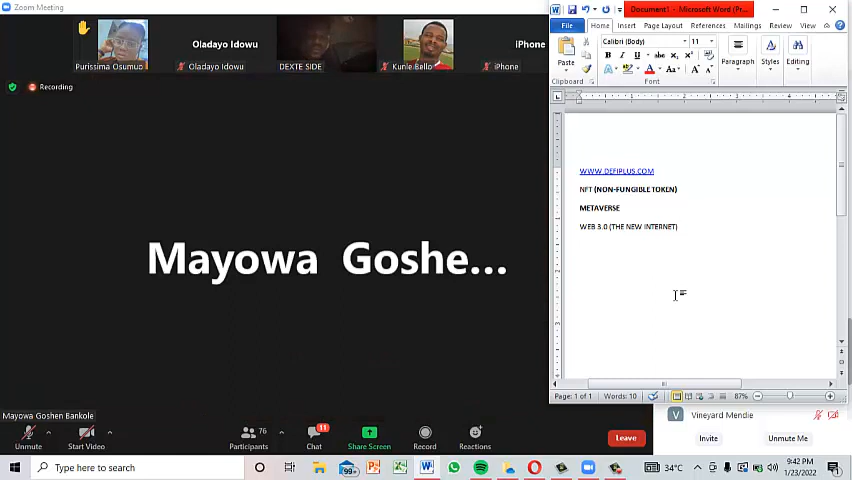 Zoom Meeting
Document1 - Microsoft Word (Pr...
File Home Insert Page Layout References Mailings Review View
Calibri (Body) 11
Paste
Paragraph Styles Editing
Clipboard Font
Oladayo Idowu iPhone
Purissima Osumuo Oladayo Idowu DEXTE SIDE Kunle Bello iPhone
Recording
WWW.DEFIPLUS.COM
NFT (NON-FUNGIBLE TOKEN)
METAVERSE
WEB 3.0 (THE NEW INTERNET)
Mayowa Goshe...
Page: 1 of 1 Words: 10 87%
Mayowa Goshen Bankole
V Vineyard Mendie
76 11
Unmute Start Video Participants Chat Share Screen Record Reactions Leave
Invite Unmute Me
Type here to search
99+
34°C
9:42 PM
1/23/2022